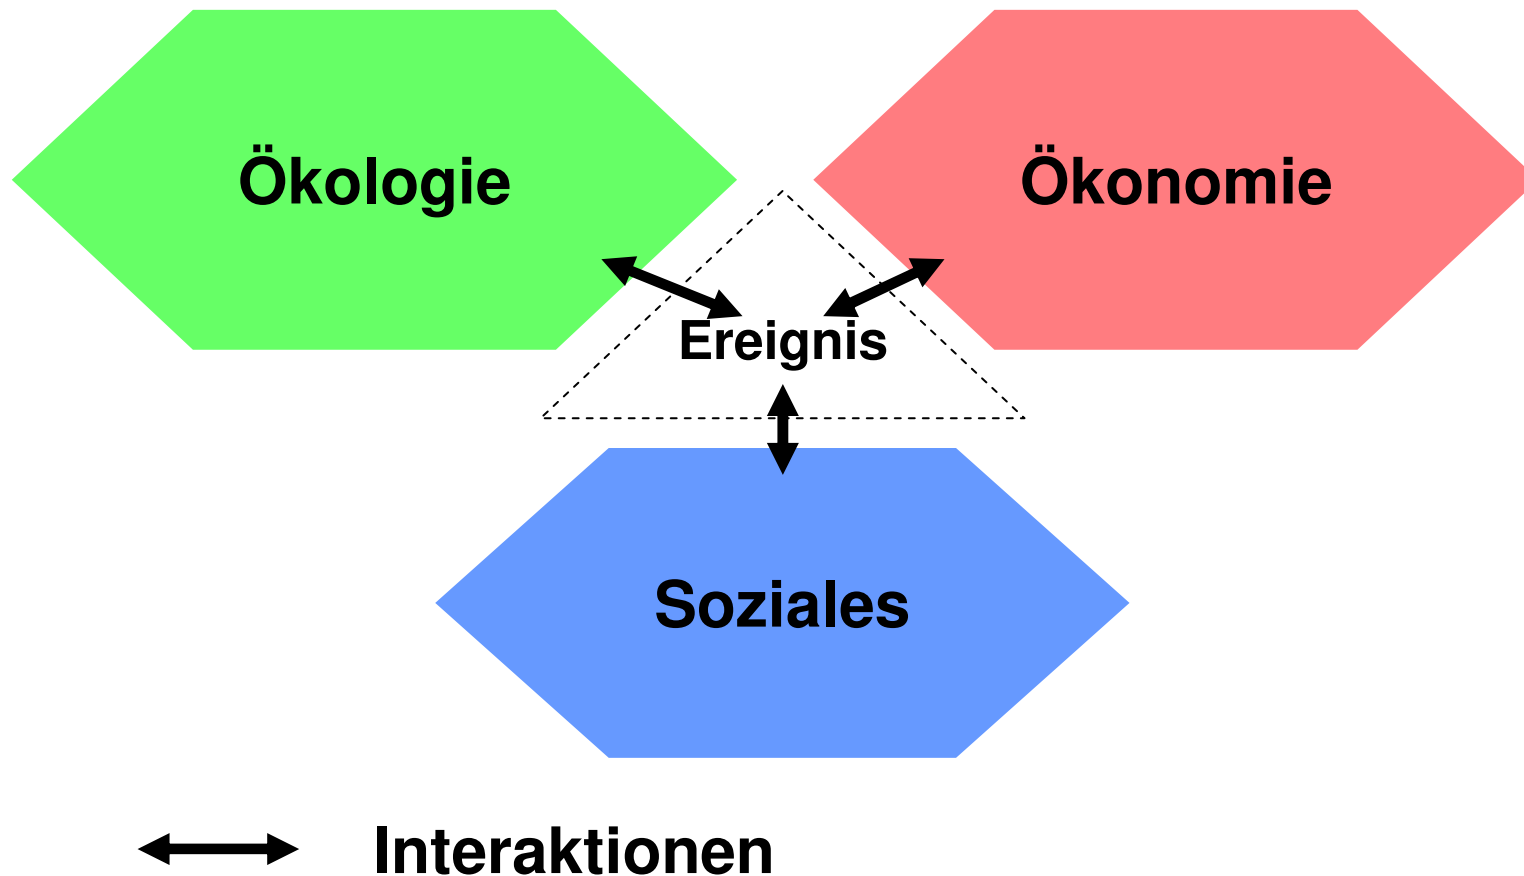 Ökologie
Ökonomie
Ereignis
Soziales
Interaktionen